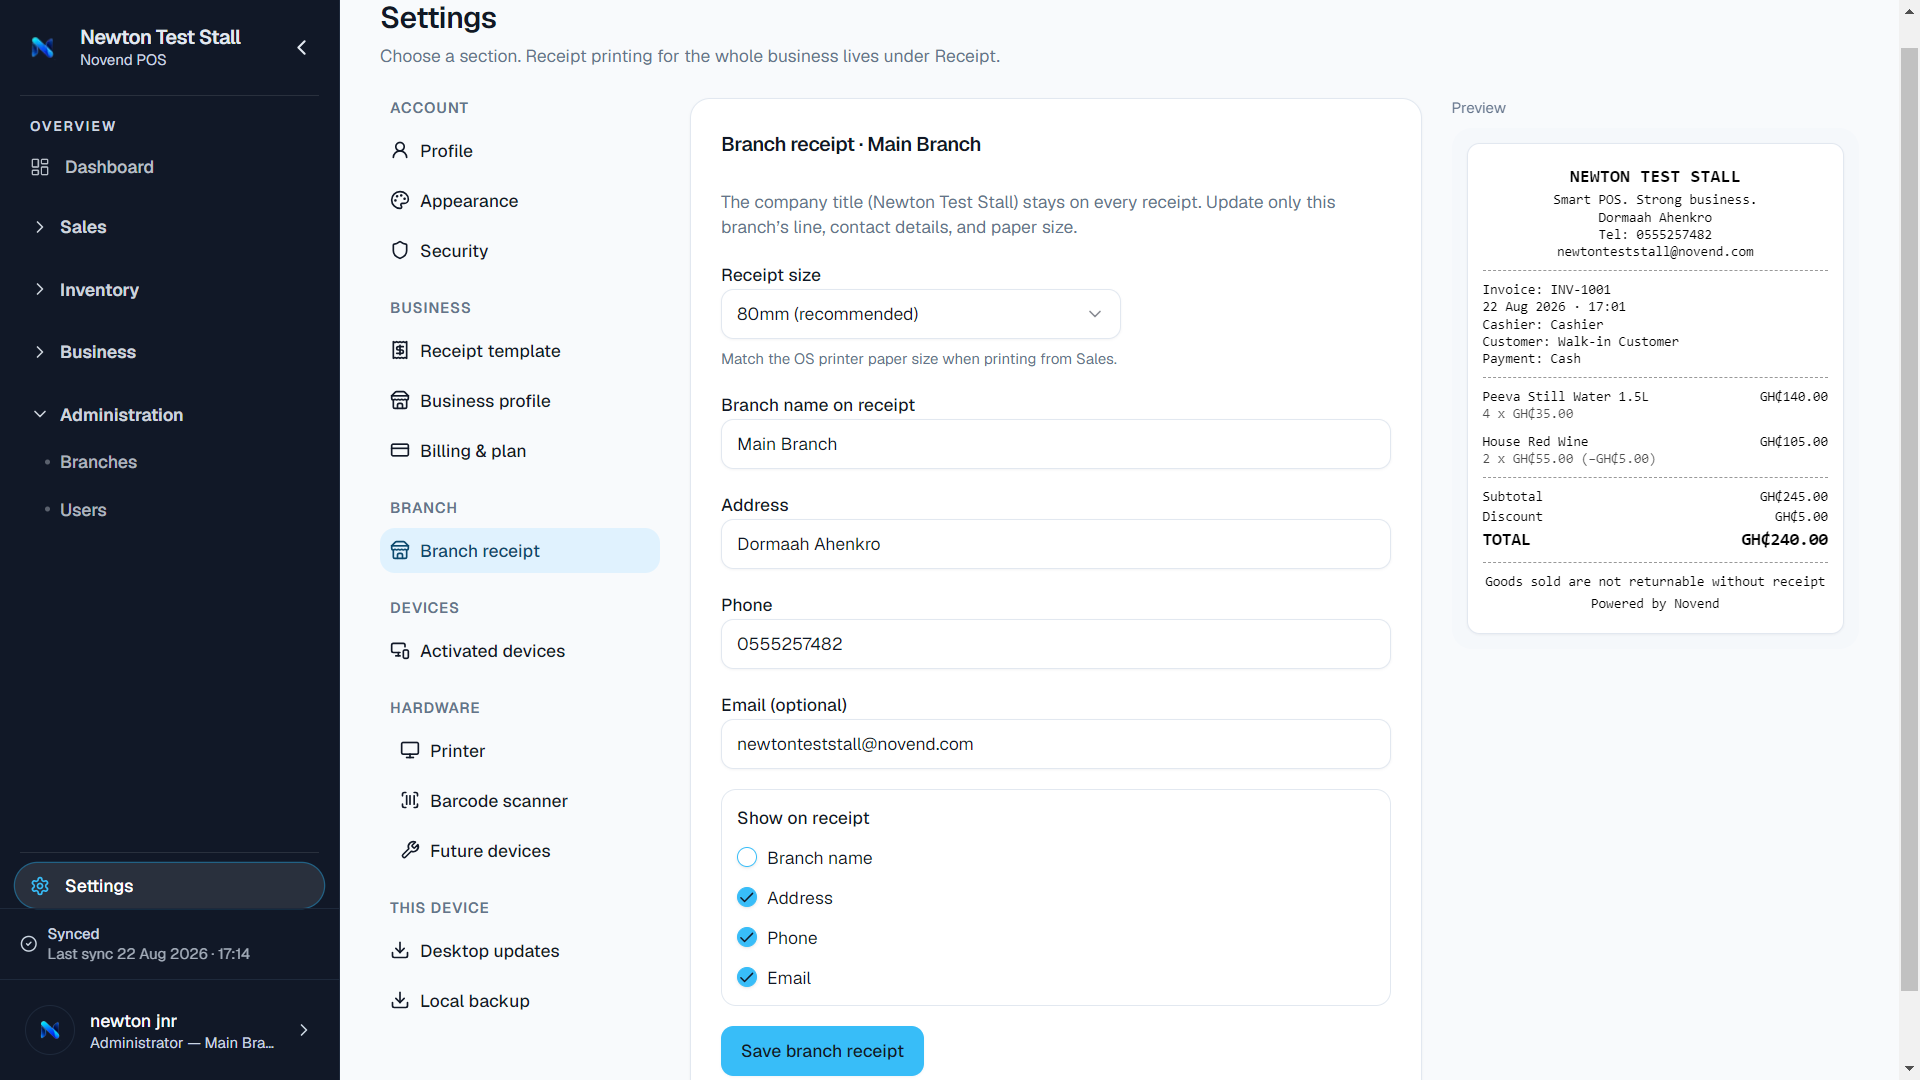 Newton Test Stall
Novend POS
OVERVIEW
Dashboard
Sales
Inventory
Business
Administration
Branches
Users
Settings
Synced
Last sync 22 Aug 2026 · 17:14
newton jnr
Administrator — Main Bra...
Settings
Choose a section. Receipt printing for the whole business lives under Receipt.
ACCOUNT
Profile
Appearance
Security
BUSINESS
Receipt template
Business profile
Billing & plan
BRANCH
Branch receipt
DEVICES
Activated devices
HARDWARE
Printer
Barcode scanner
Future devices
THIS DEVICE
Desktop updates
Local backup
Branch receipt · Main Branch
The company title (Newton Test Stall) stays on every receipt. Update only this
branch’s line, contact details, and paper size.
Receipt size
80mm (recommended)
Match the OS printer paper size when printing from Sales.
Branch name on receipt
Main Branch
Address
Dormaah Ahenkro
Phone
0555257482
Email (optional)
newtonteststall@novend.com
Show on receipt
Branch name
Address
Phone
Email
Save branch receipt
Preview
NEWTON TEST STALL
Smart POS. Strong business.
Dormaah Ahenkro
Tel: 0555257482
newtonteststall@novend.com
Invoice: INV-1001
22 Aug 2026 · 17:01
Cashier: Cashier
Customer: Walk-in Customer
Payment: Cash
Peeva Still Water 1.5L GH₵140.00
4 x GH₵35.00
House Red Wine GH₵105.00
2 x GH₵55.00 (-GH₵5.00)
Subtotal GH₵245.00
Discount GH₵5.00
TOTAL GH₵240.00
Goods sold are not returnable without receipt
Powered by Novend